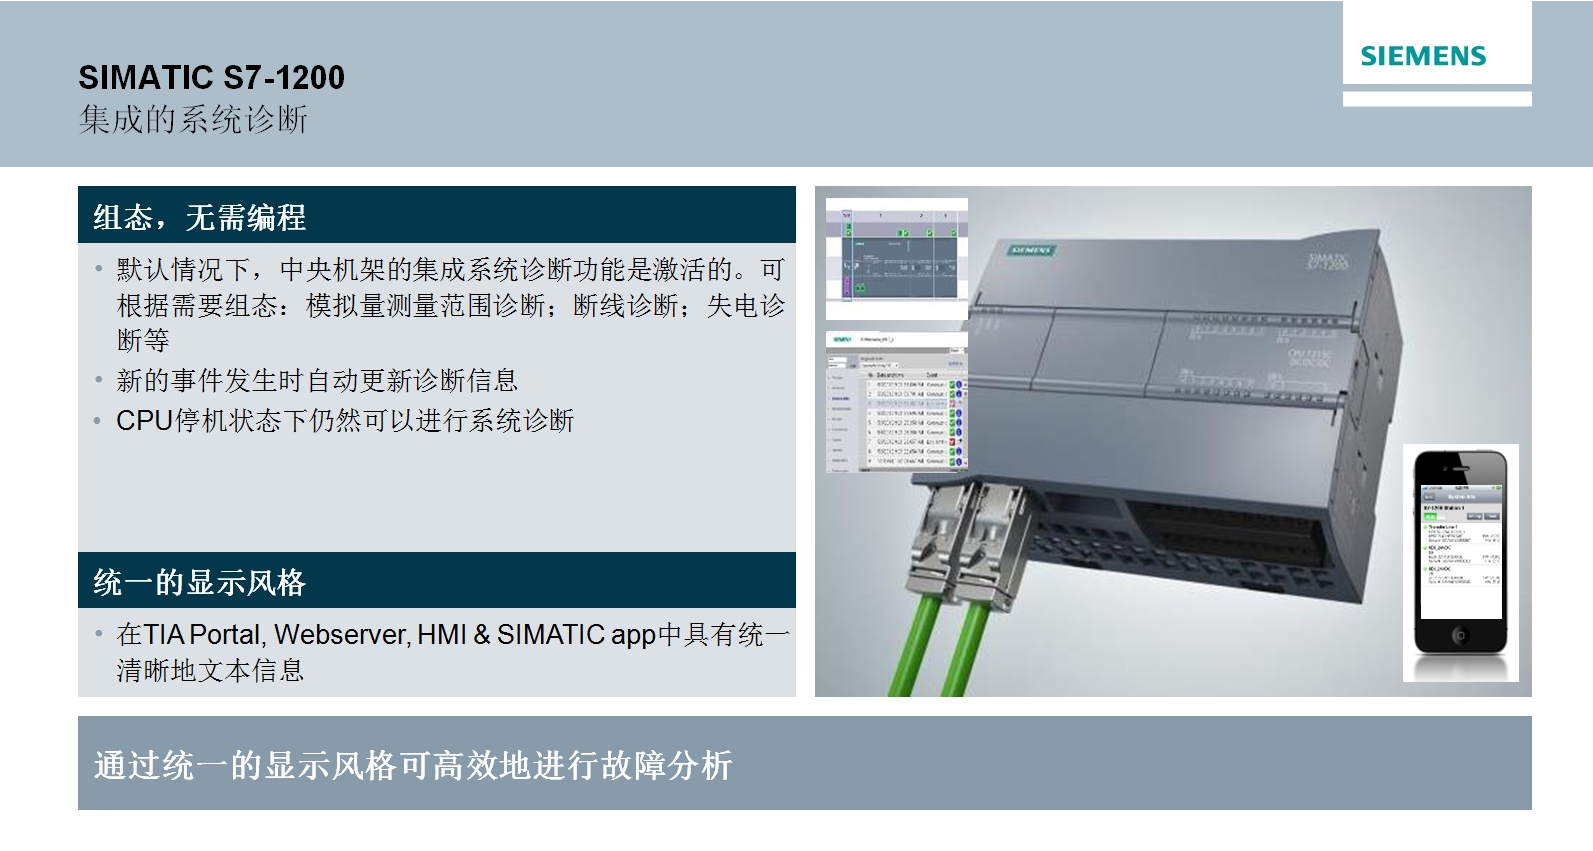 SIMATIC S7-1200
集成的系统诊断
SIEMENS
组态，无需编程
• 默认情况下，中央机架的集成系统诊断功能是激活的。可
根据需要组态：模拟量测量范围诊断；断线诊断；失电诊
断等
• 新的事件发生时自动更新诊断信息
• CPU停机状态下仍然可以进行系统诊断
统一的显示风格
• 在TIA Portal, Webserver, HMI & SIMATIC app中具有统一
清晰地文本信息
SIEMENS
SIMATIC
S7-1200
通过统一的显示风格可高效地进行故障分析